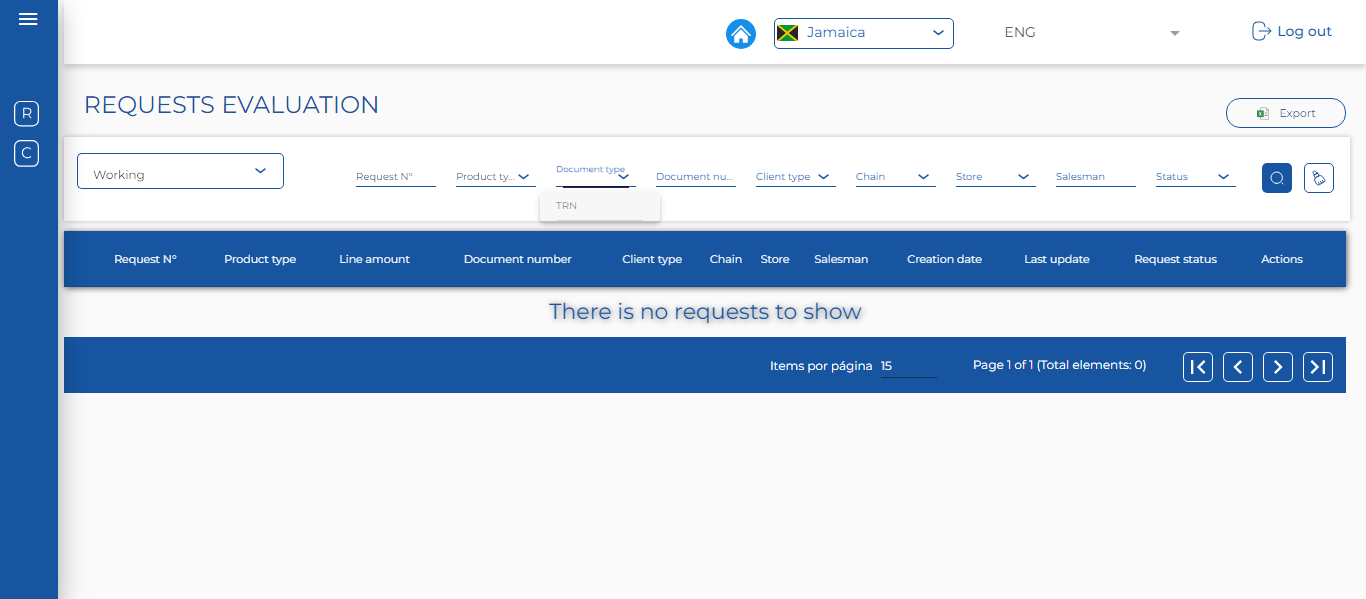 Jamaica
ENG
Log out
R
C
REQUESTS EVALUATION
Export
Working
Request N°
Product ty...
Document type
Document nu...
Client type
Chain
Store
Salesman
Status
TRN
Request N°
Product type
Line amount
Document number
Client type
Chain
Store
Salesman
Creation date
Last update
Request status
Actions
There is no requests to show
Items por página
15
Page 1 of 1 (Total elements: 0)